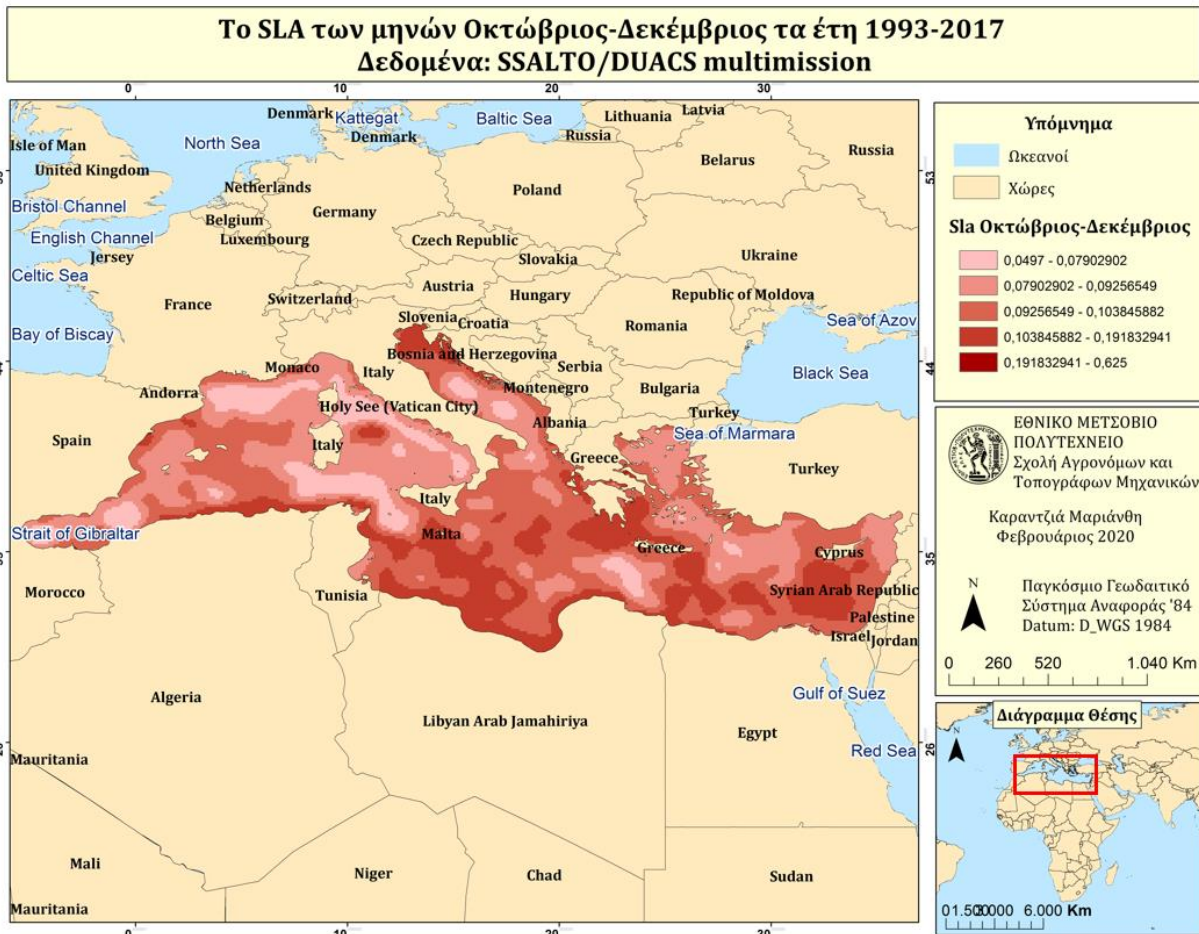 Το SLA των μηνών Οκτώβριος-Δεκέμβριος τα έτη 1993-2017
Δεδομένα: SSALTO/DUACS multimission
0
10
20
30
Denmark
Kattegat
Denmark
Baltic Sea
Lithuania
Latvia
Russia
Isle of Man
North Sea
Belarus
Russia
United Kingdom
Netherlands
Poland
53
Bristol Channel
Belgium
Germany
English Channel
Luxembourg
Czech Republic
Jersey
Slovakia
Ukraine
Celtic Sea
Austria
France
Switzerland
Hungary
Republic of Moldova
Slovenia
Croatia
Romania
Sea of Azov
Bay of Biscay
Bosnia and Herzegovina
Monaco
Italy
Serbia
44
Black Sea
Andorra
Montenegro
Bulgaria
Holy See (Vatican City)
Albania
Turkey
Spain
Italy
Sea of Marmara
Greece
Turkey
Italy
Strait of Gibraltar
Malta
Greece
Cyprus
35
Morocco
Tunisia
Syrian Arab Republic
Palestine
Israel
Jordan
Algeria
Libyan Arab Jamahiriya
Egypt
Gulf of Suez
Red Sea
26
Mauritania
Mali
Niger
Chad
Sudan
Mauritania
0
10
20
30
Υπόμνημα
Ωκεανοί
Χώρες
Sla Οκτώβριος-Δεκέμβριος
0,0497 - 0,07902902
0,07902902 - 0,09256549
0,09256549 - 0,103845882
0,103845882 - 0,191832941
0,191832941 - 0,625
ΕΘΝΙΚΟ ΜΕΤΣΟΒΙΟ
ΠΟΛΥΤΕΧΝΕΙΟ
Σχολή Αγρονόμων και
Τοπογράφων Μηχανικών
Καραντζιά Μαριάνθη
Φεβρουάριος 2020
N
Παγκόσμιο Γεωδαιτικό
Σύστημα Αναφοράς '84
Datum: D_WGS 1984
0 260 520 1.040 Km
Διάγραμμα Θέσης
N
0 1.500 3.000 6.000 Km